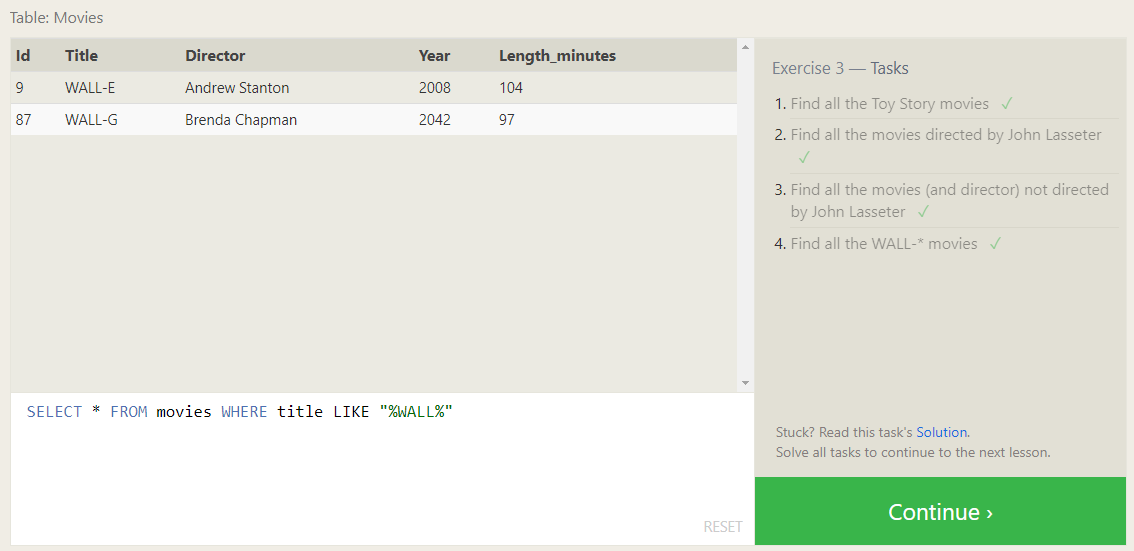 Table: Movies
Id Title Director Year Length_minutes
9 WALL-E Andrew Stanton 2008 104
87 WALL-G Brenda Chapman 2042 97
SELECT * FROM movies WHERE title LIKE "%WALL%"
RESET
Exercise 3 — Tasks
1. Find all the Toy Story movies ✓
2. Find all the movies directed by John Lasseter
✓
3. Find all the movies (and director) not directed
by John Lasseter ✓
4. Find all the WALL-* movies ✓
Stuck? Read this task's Solution.
Solve all tasks to continue to the next lesson.
Continue ›